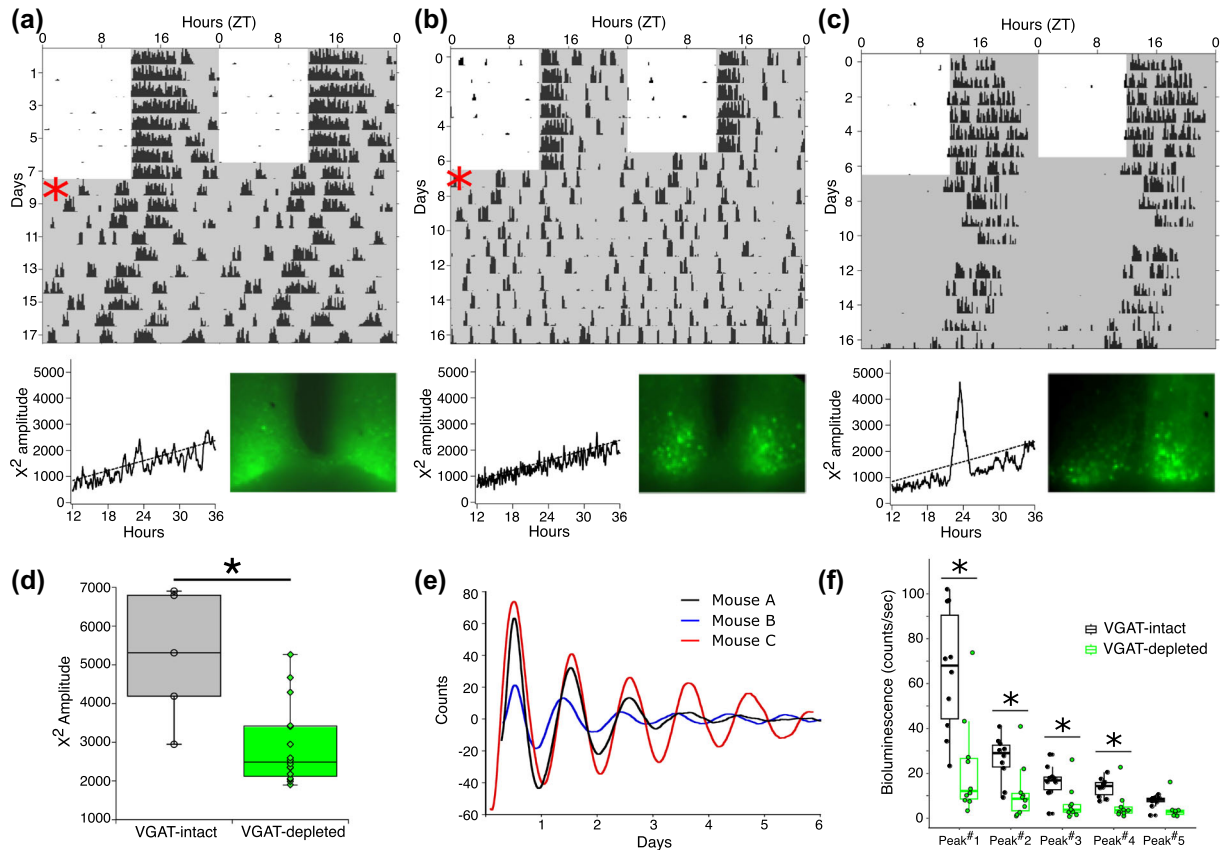 (a)
Hours (ZT)
0 8 16 0 8 16 0
Days
1
3
5
7
9
11
13
15
17
*
Χ2 amplitude
5000
4000
3000
2000
1000
0
12 18 24 30 36
Hours
(b)
Hours (ZT)
0 8 16 0 8 16 0
Days
0
2
4
6
8
10
12
14
16
*
Χ2 amplitude
5000
4000
3000
2000
1000
0
12 18 24 30 36
Hours
(c)
Hours (ZT)
0 8 16 0 8 16 0
Days
0
2
4
6
8
10
12
14
16
Χ2 amplitude
5000
4000
3000
2000
1000
0
12 18 24 30 36
Hours
(d)
*
Χ2 Amplitude
7000
6000
5000
4000
3000
2000
1000
VGAT-intact VGAT-depleted
(e)
Mouse A
Mouse B
Mouse C
Counts
80
60
40
20
0
-20
-40
-60
1 2 3 4 5 6
Days
(f)
* * * *
VGAT-intact
VGAT-depleted
Bioluminescence (counts/sec)
100
80
60
40
20
0
Peak#1 Peak#2 Peak#3 Peak#4 Peak#5